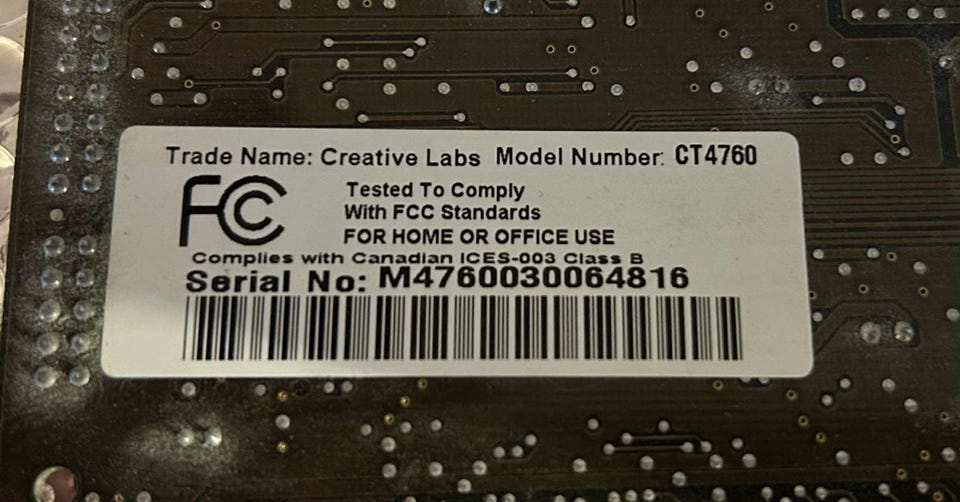 Trade Name: Creative Labs Model Number: CT4760
FC
Tested To Comply
With FCC Standards
FOR HOME OR OFFICE USE
Complies with Canadian ICES-003 Class B
Serial No: M4760030064816